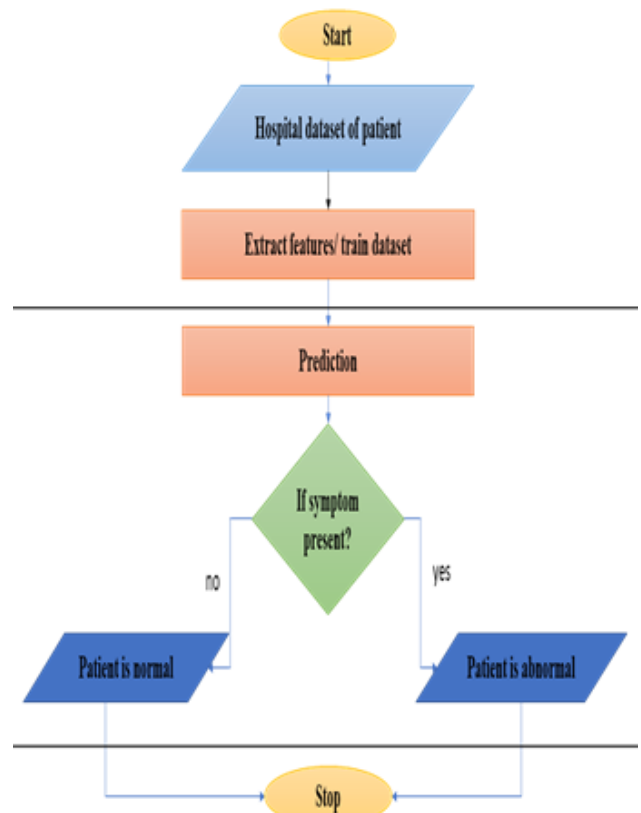 Start
Hospital dataset of patient
Extract features/ train dataset
Prediction
If symptom
present?
no
yes
Patient is normal
Patient is abnormal
Stop